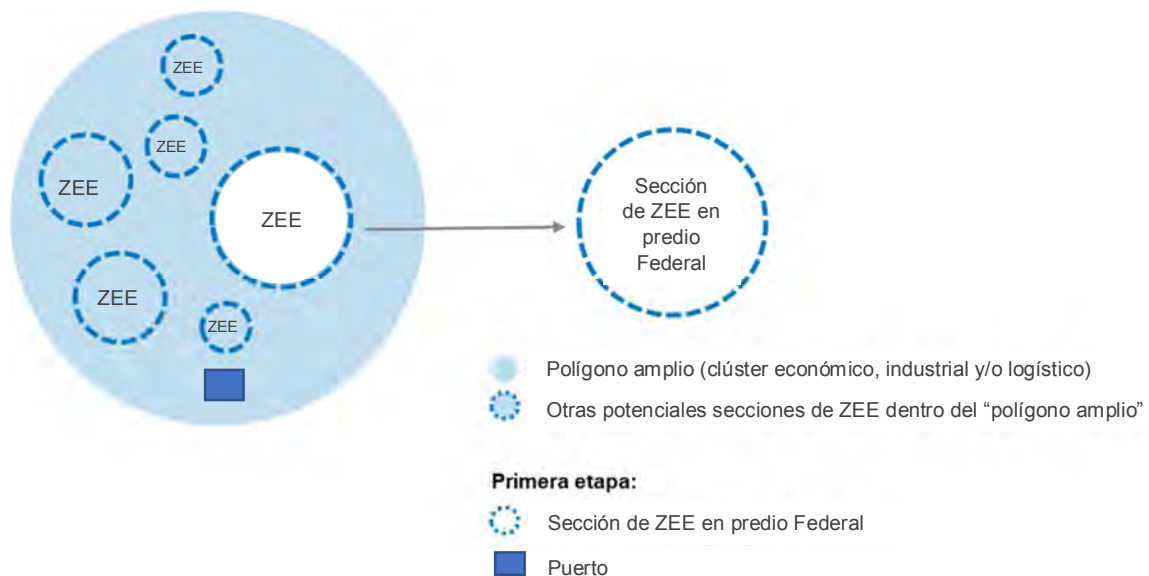 ZEE
ZEE
ZEE
ZEE
ZEE
ZEE
Sección
de ZEE en
predio
Federal
Polígono amplio (clúster económico, industrial y/o logístico)
Otras potenciales secciones de ZEE dentro del “polígono amplio”
Primera etapa:
Sección de ZEE en predio Federal
Puerto